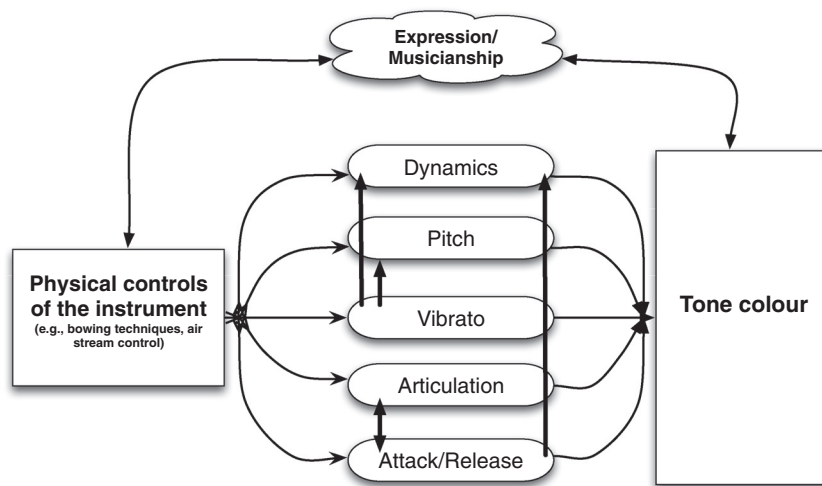 Expression/
Musicianship
Dynamics
Pitch
Physical controls
of the instrument
(e.g., bowing techniques, air
stream control)
Vibrato
Tone colour
Articulation
Attack/Release